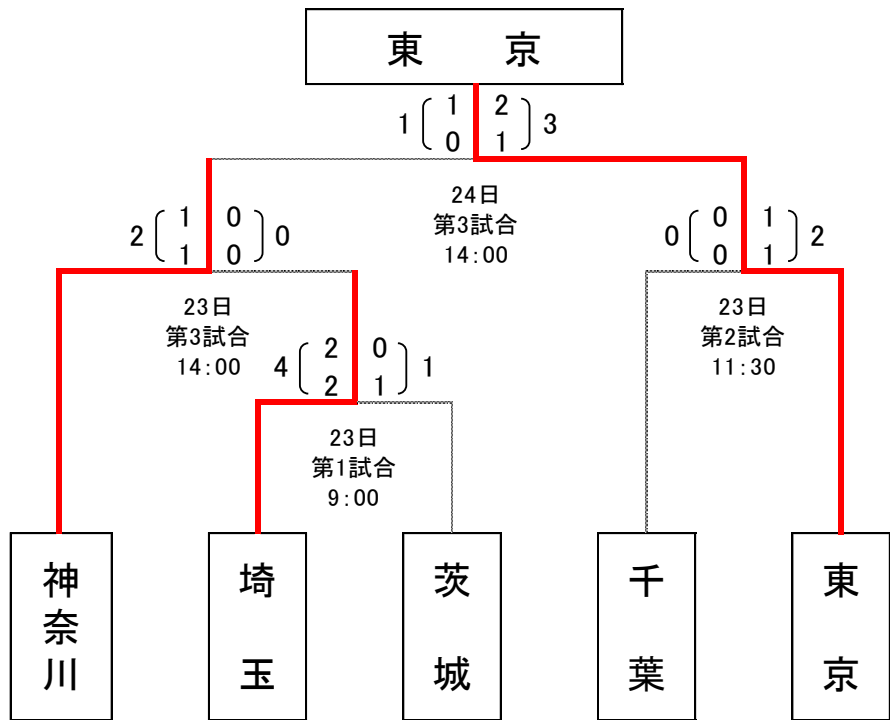 東 京
1 1 2 3
0 1
24日
第3試合
14:00
2 1 0 0
1 0
23日
第3試合
14:00
0 0 1 2
0 1
23日
第2試合
11:30
4 2 0 1
2 1
23日
第1試合
9:00
神奈川
埼玉
茨城
千葉
東京